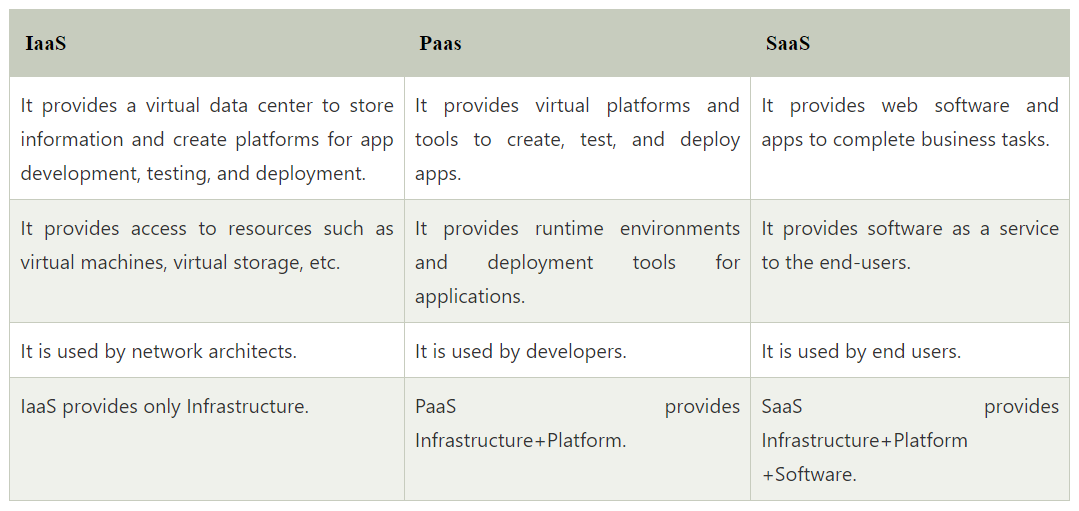 IaaS
Paas
SaaS
It provides a virtual data center to store
information and create platforms for app
development, testing, and deployment.
It provides virtual platforms and
tools to create, test, and deploy
apps.
It provides web software and
apps to complete business tasks.
It provides access to resources such as
virtual machines, virtual storage, etc.
It provides runtime environments
and deployment tools for
applications.
It provides software as a service
to the end-users.
It is used by network architects.
It is used by developers.
It is used by end users.
IaaS provides only Infrastructure.
PaaS provides
Infrastructure+Platform.
SaaS provides
Infrastructure+Platform
+Software.